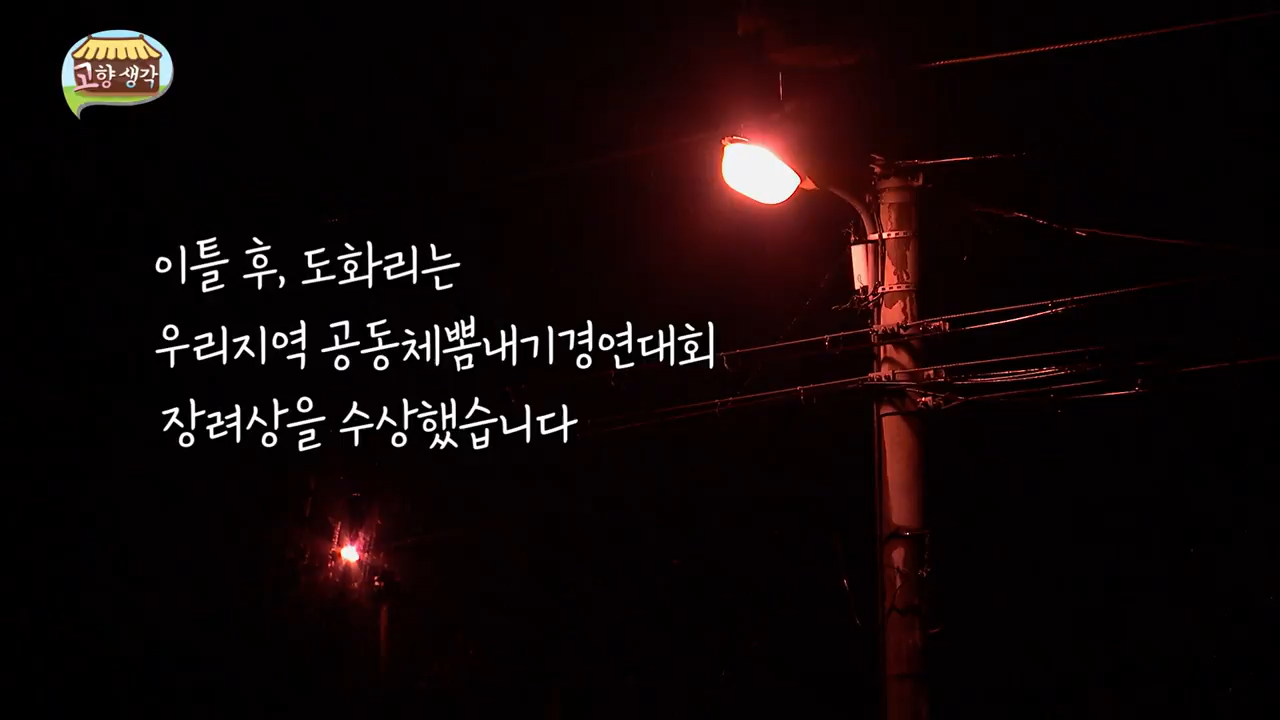 고향 생각
이틀 후, 도화리는
우리지역 공동체뽐내기경연대회
장려상을 수상했습니다